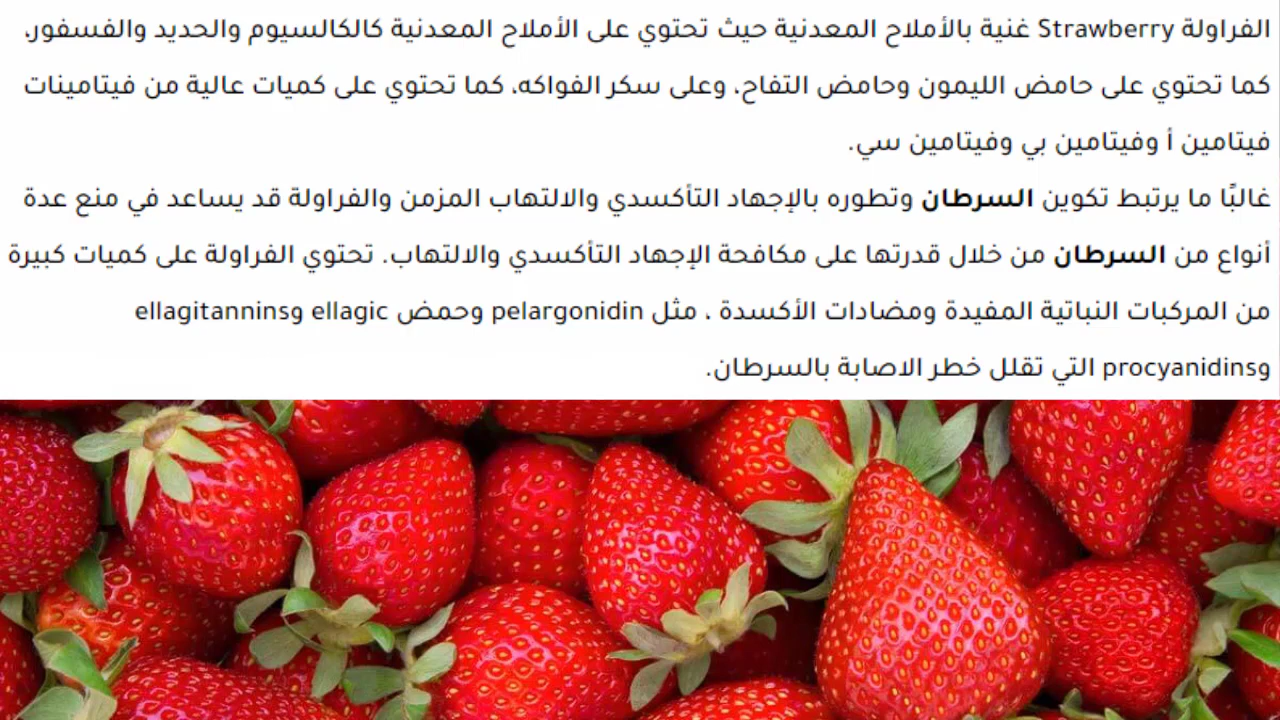 الفراولة Strawberry غنية بالأملاح المعدنية حيث تحتوي على الأملاح المعدنية كالكالسيوم والحديد والفسفور،
كما تحتوي على حامض الليمون وحامض التفاح، وعلى سكر الفواكه، كما تحتوي على كميات عالية من فيتامينات
فيتامين أ وفيتامين بي وفيتامين سي.
غالبًا ما يرتبط تكوين السرطان وتطوره بالإجهاد التأكسدي والالتهاب المزمن والفراولة قد يساعد في منع عدة
أنواع من السرطان من خلال قدرتها على مكافحة الإجهاد التأكسدي والالتهاب. تحتوي الفراولة على كميات كبيرة
من المركبات النباتية المفيدة ومضادات الأكسدة ، مثل pelargonidin وحمض ellagic وellagitannins
وprocyanidins التي تقلل خطر الاصابة بالسرطان.